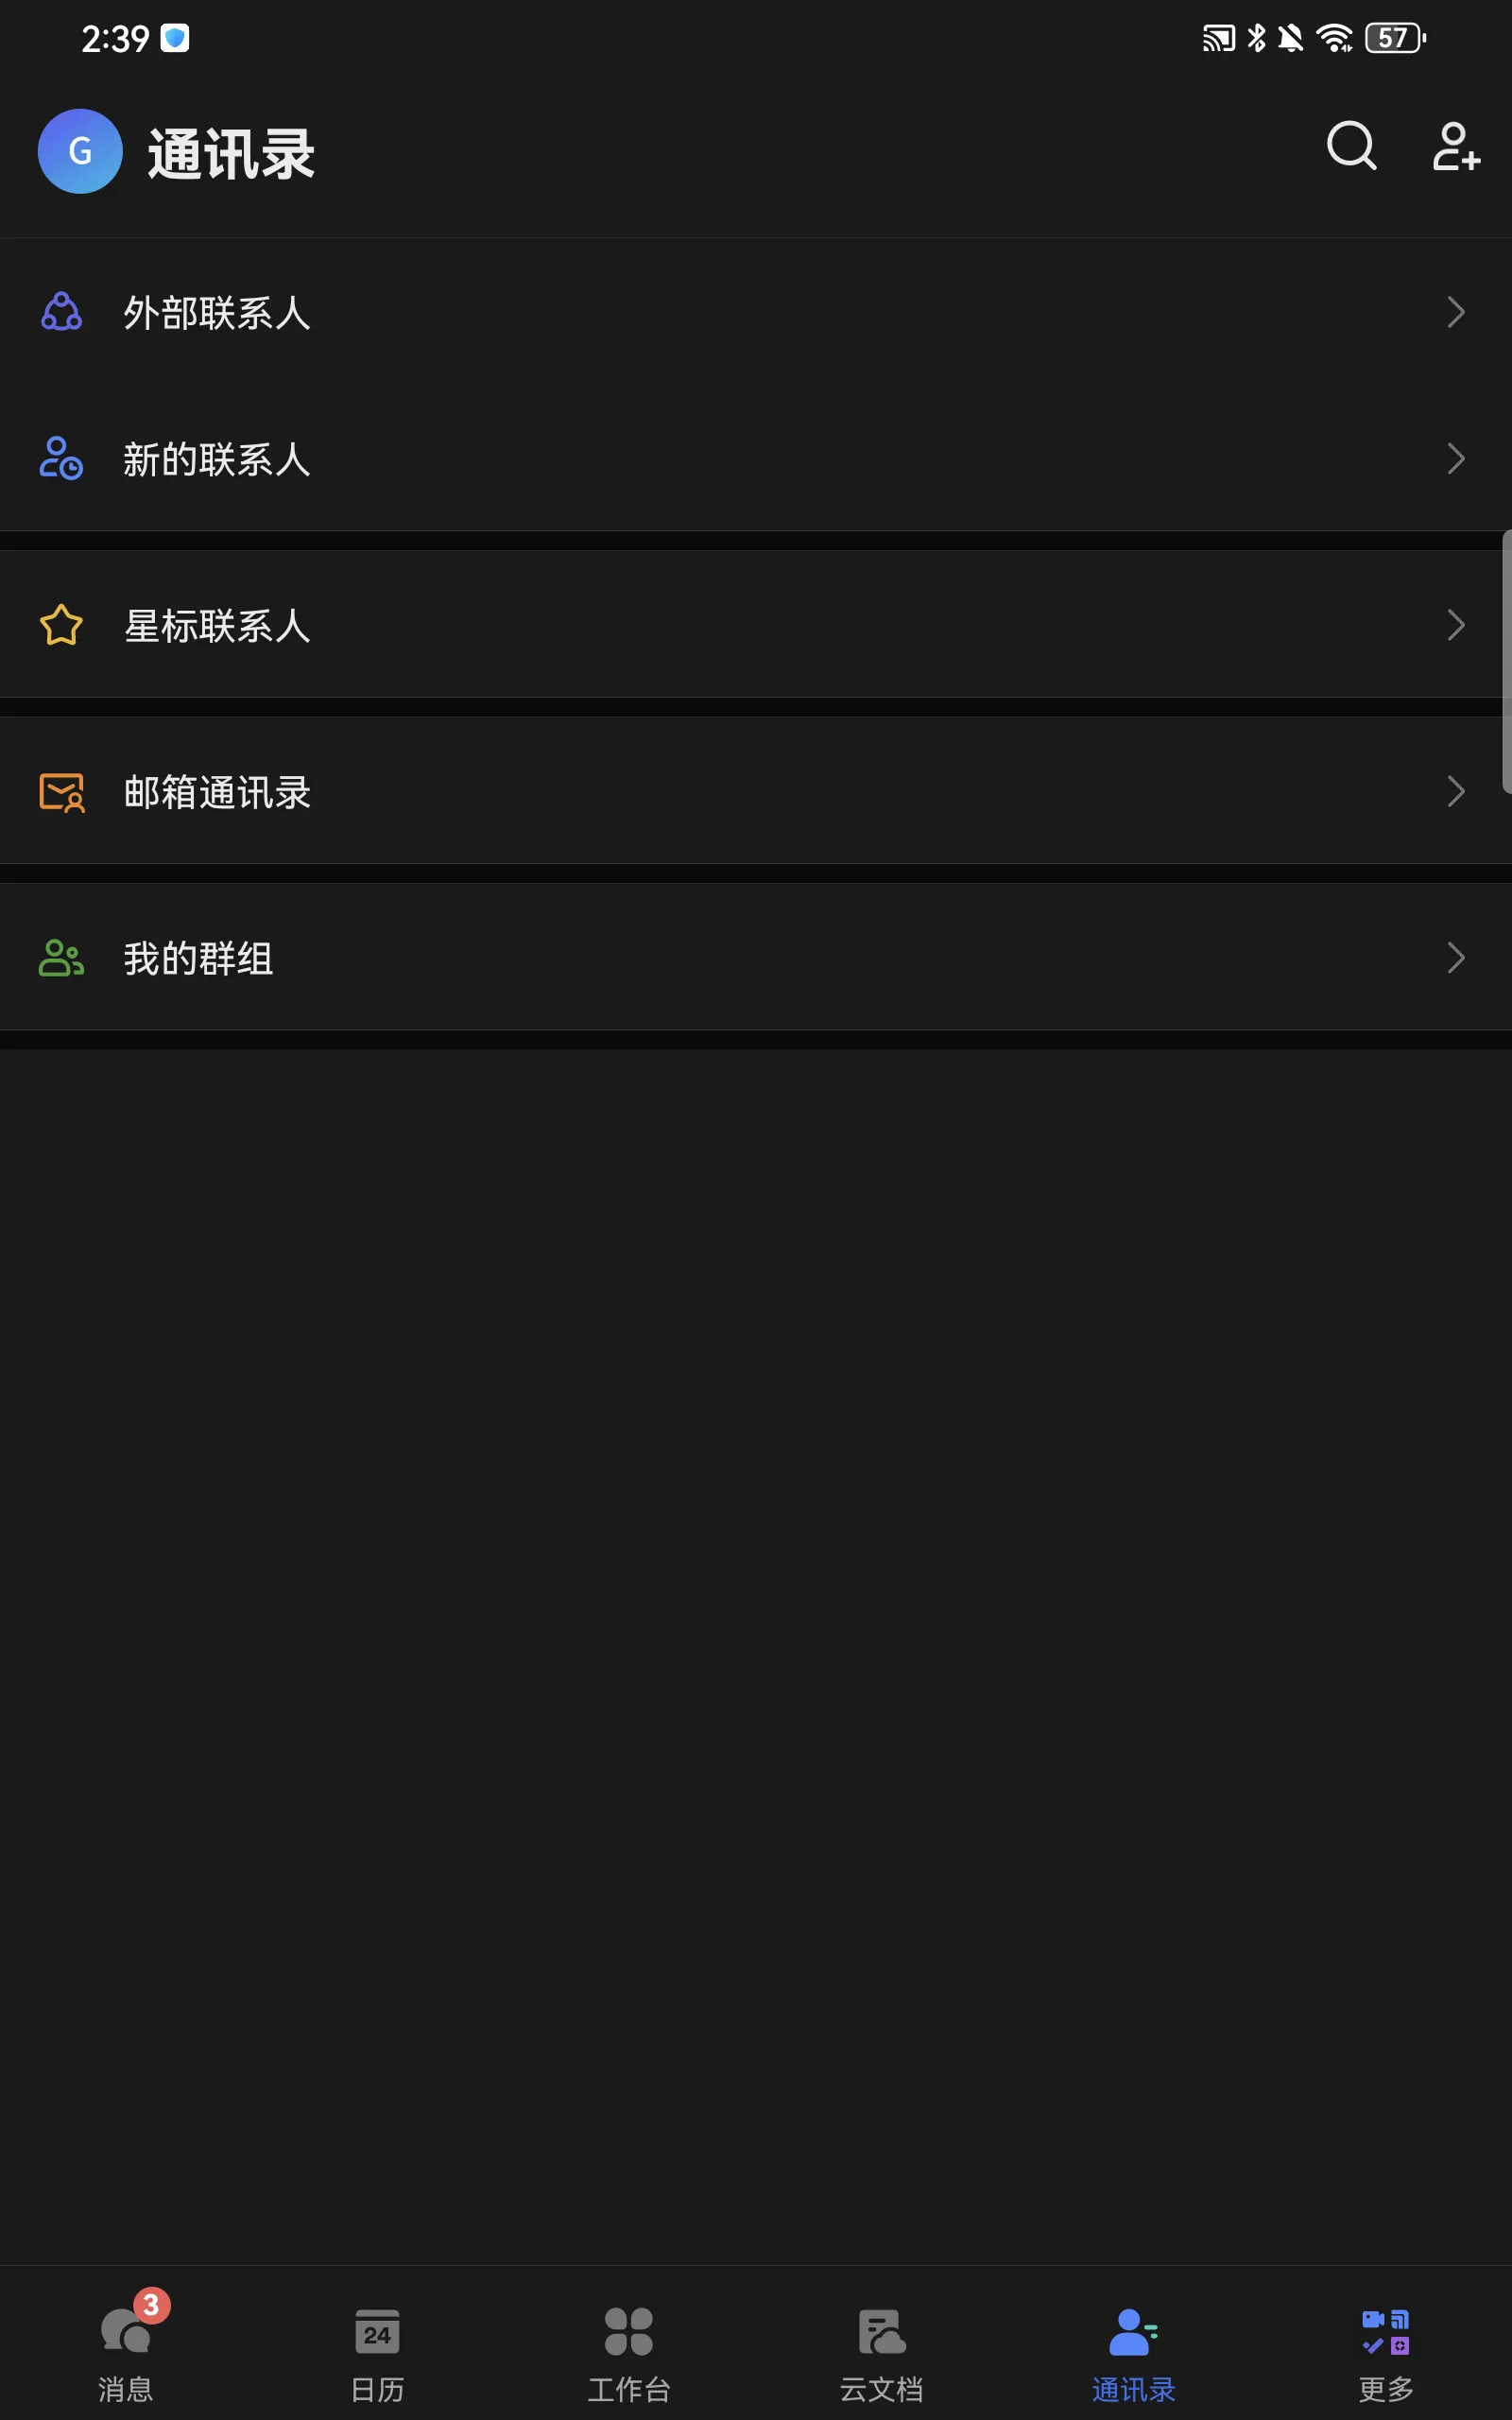 2:39
57
G
通讯录
外部联系人
新的联系人
星标联系人
邮箱通讯录
我的群组
3
24
消息
日历
工作台
云文档
通讯录
更多